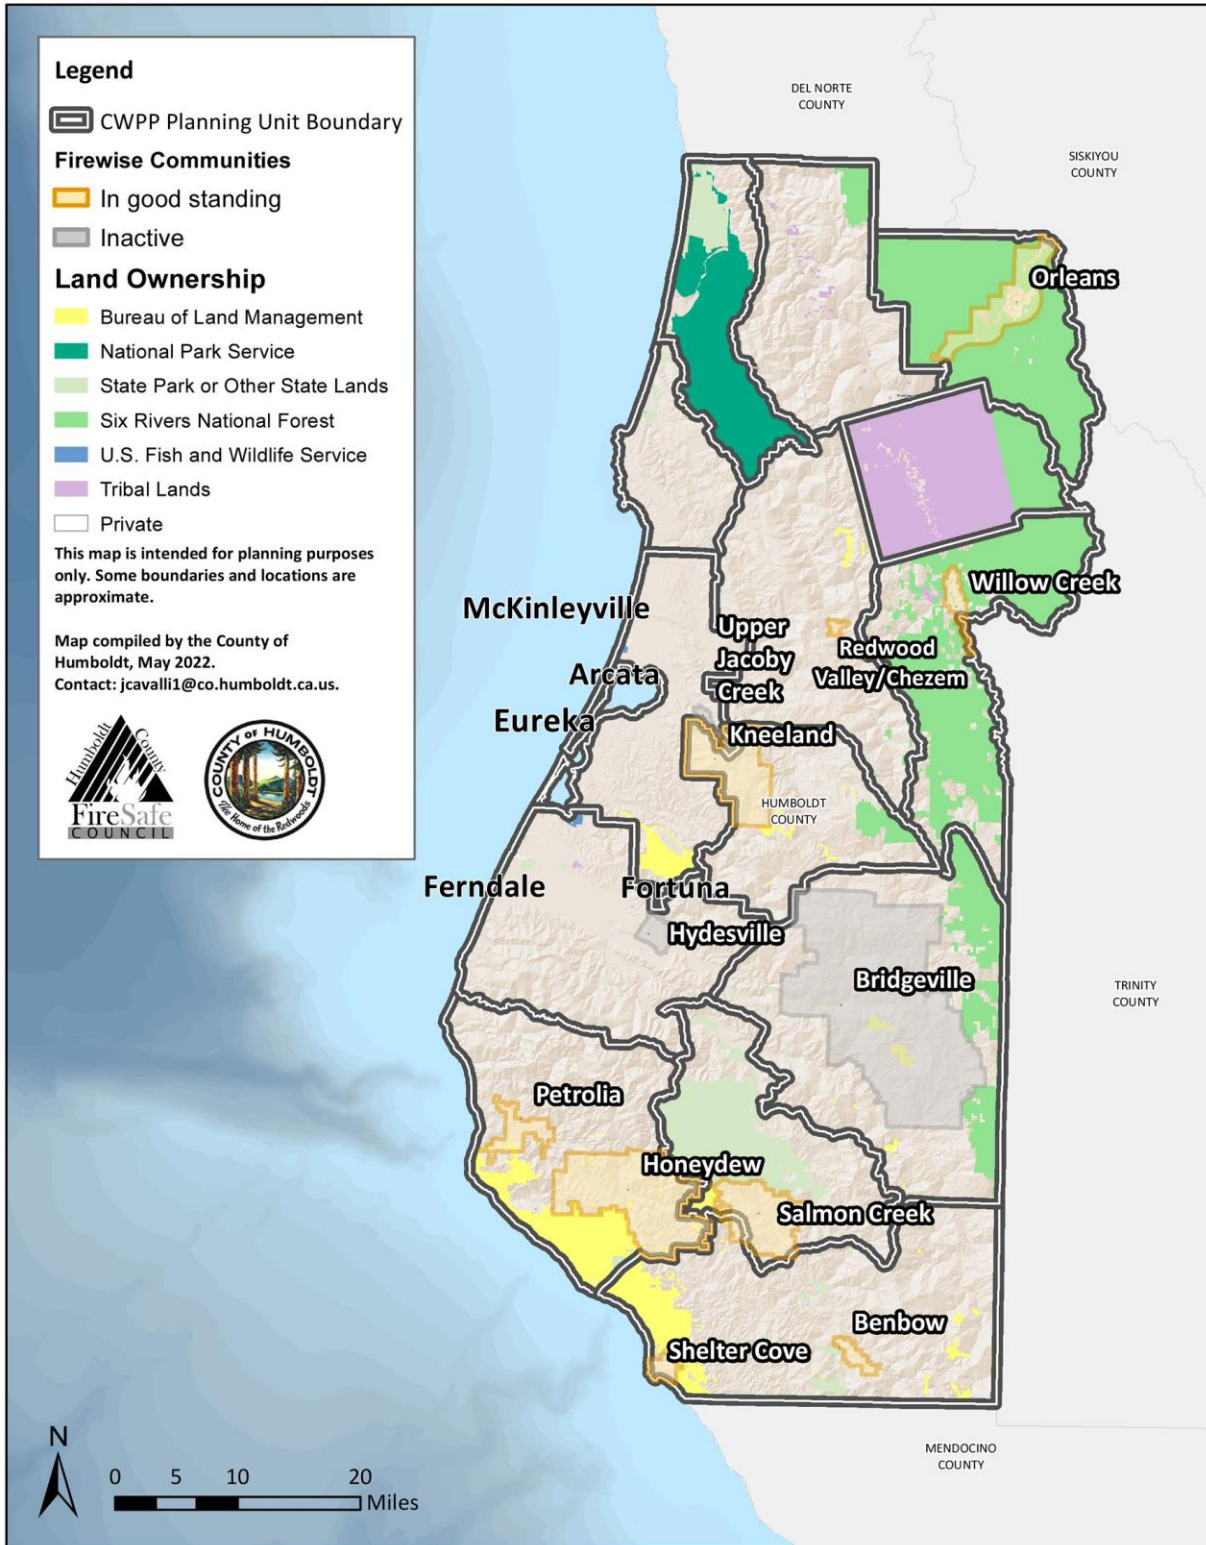 Legend
CWPP Planning Unit Boundary
Firewise Communities
In good standing
Inactive
Land Ownership
Bureau of Land Management
National Park Service
State Park or Other State Lands
Six Rivers National Forest
U.S. Fish and Wildlife Service
Tribal Lands
Private
This map is intended for planning purposes
only. Some boundaries and locations are
approximate.
Map compiled by the County of
Humboldt, May 2022.
Contact: jcavalli1@co.humboldt.ca.us.
Humboldt County
FireSafe
COUNCIL
COUNTY OF HUMBOLDT
The Home of the Redwoods
DEL NORTE
COUNTY
SISKIYOU
COUNTY
Orleans
Willow Creek
McKinleyville
Upper
Jacoby
Creek
Redwood
Valley/Chezem
Arcata
Eureka
Kneeland
HUMBOLDT
COUNTY
Ferndale
Fortuna
Hydesville
Bridgeville
TRINITY
COUNTY
Petrolia
Honeydew
Salmon Creek
Benbow
Shelter Cove
MENDOCINO
COUNTY
N
0 5 10 20
Miles